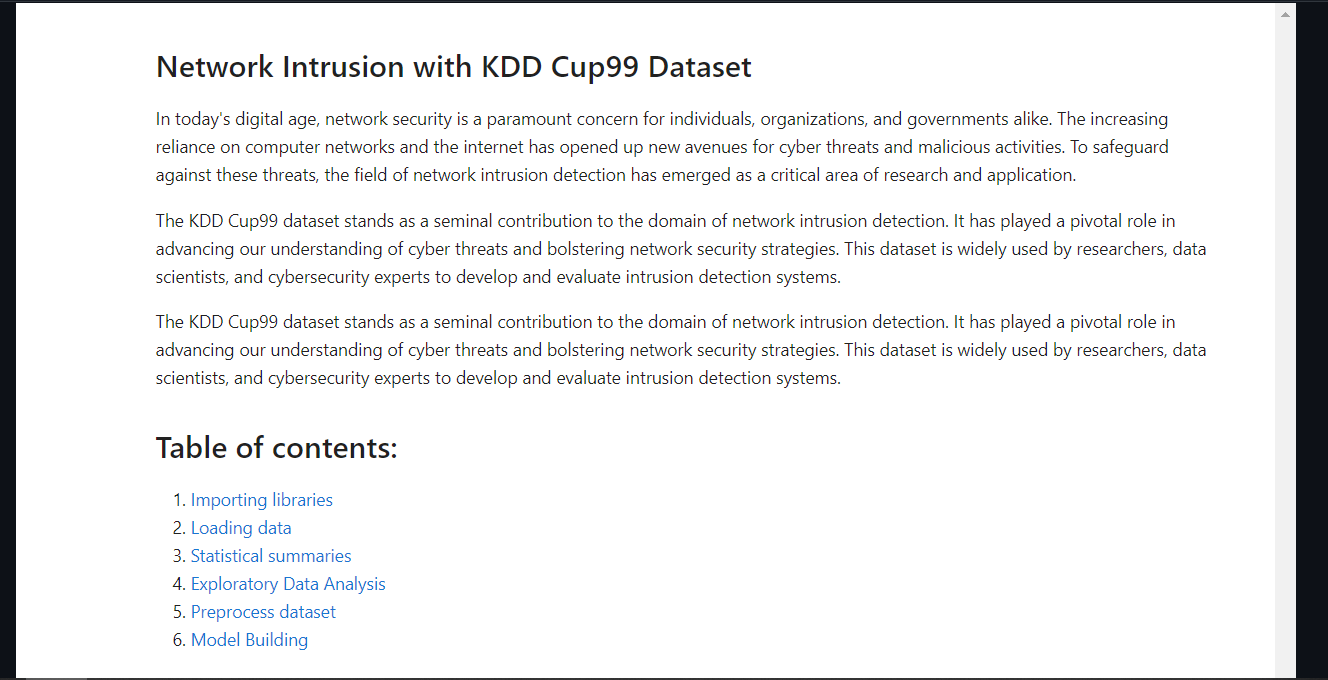 Network Intrusion with KDD Cup99 Dataset
In today's digital age, network security is a paramount concern for individuals, organizations, and governments alike. The increasing
reliance on computer networks and the internet has opened up new avenues for cyber threats and malicious activities. To safeguard
against these threats, the field of network intrusion detection has emerged as a critical area of research and application.
The KDD Cup99 dataset stands as a seminal contribution to the domain of network intrusion detection. It has played a pivotal role in
advancing our understanding of cyber threats and bolstering network security strategies. This dataset is widely used by researchers, data
scientists, and cybersecurity experts to develop and evaluate intrusion detection systems.
The KDD Cup99 dataset stands as a seminal contribution to the domain of network intrusion detection. It has played a pivotal role in
advancing our understanding of cyber threats and bolstering network security strategies. This dataset is widely used by researchers, data
scientists, and cybersecurity experts to develop and evaluate intrusion detection systems.
Table of contents:
1. Importing libraries
2. Loading data
3. Statistical summaries
4. Exploratory Data Analysis
5. Preprocess dataset
6. Model Building